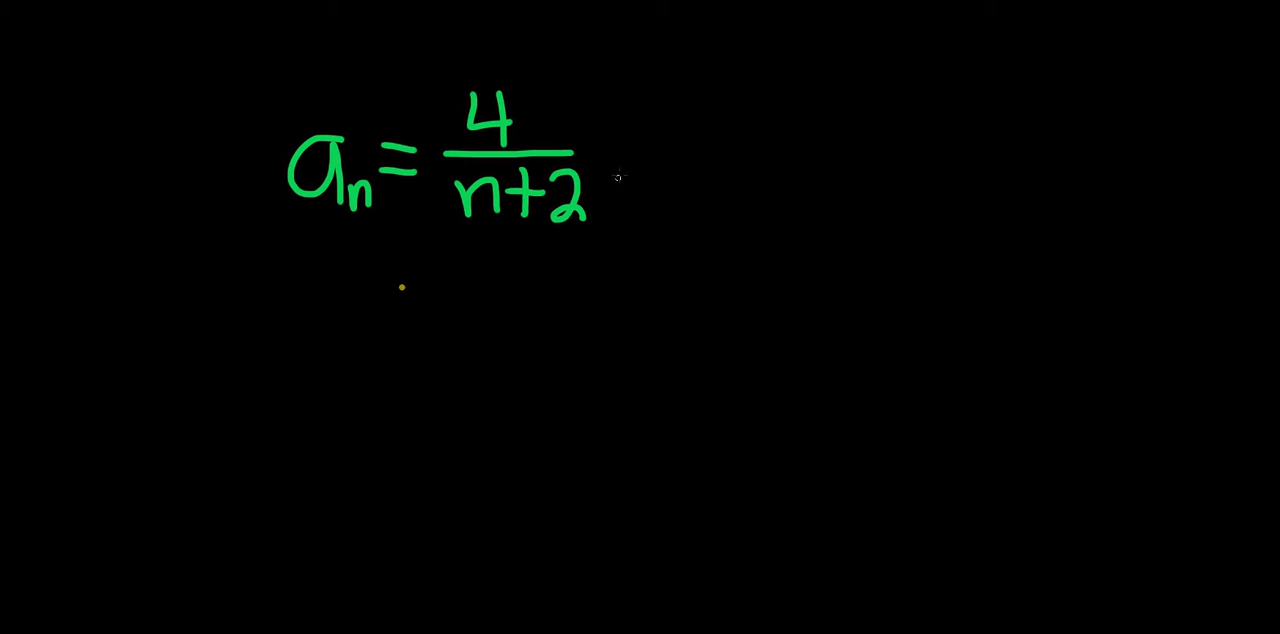 aₙ = 4/(n+2)